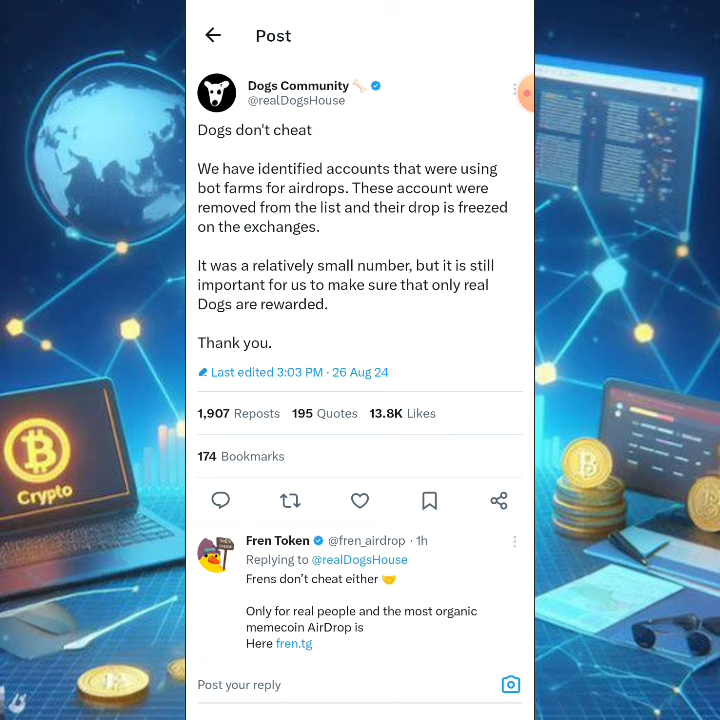 Post
Dogs Community 🦴
@realDogsHouse
Dogs don't cheat
We have identified accounts that were using
bot farms for airdrops. These account were
removed from the list and their drop is freezed
on the exchanges.
It was a relatively small number, but it is still
important for us to make sure that only real
Dogs are rewarded.
Thank you.
Last edited 3:03 PM · 26 Aug 24
1,907 Reposts 195 Quotes 13.8K Likes
174 Bookmarks
Fren Token @fren_airdrop · 1h
Replying to @realDogsHouse
Frens don't cheat either 🤝
Only for real people and the most organic
memecoin AirDrop is
Here fren.tg
Post your reply
Crypto